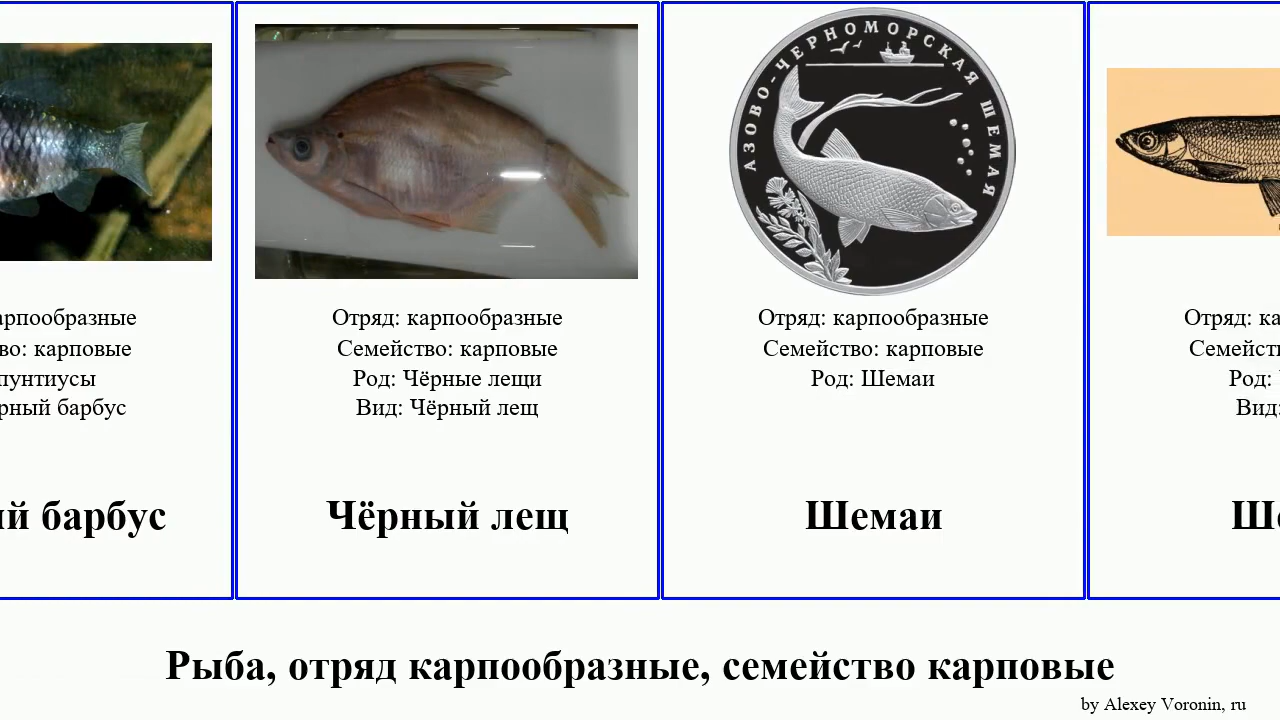 арпообразные
во: карповые
пунтиусы
рный барбус
ый барбус
Отряд: карпообразные
Семейство: карповые
Род: Чёрные лещи
Вид: Чёрный лещ
Чёрный лещ
АЗОВО-ЧЕРНОМОРСКАЯ ШЕМАЯ
Отряд: карпообразные
Семейство: карповые
Род: Шемаи
Шемаи
Отряд: ка
Семейст
Род:
Вид:
Ше
Рыба, отряд карпообразные, семейство карповые
by Alexey Voronin, ru